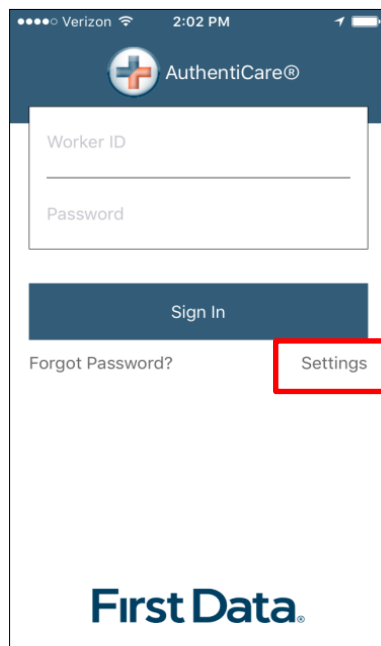 Verizon 2:02 PM
AuthentiCare®
Worker ID
Password
Sign In
Forgot Password? Settings
First Data®